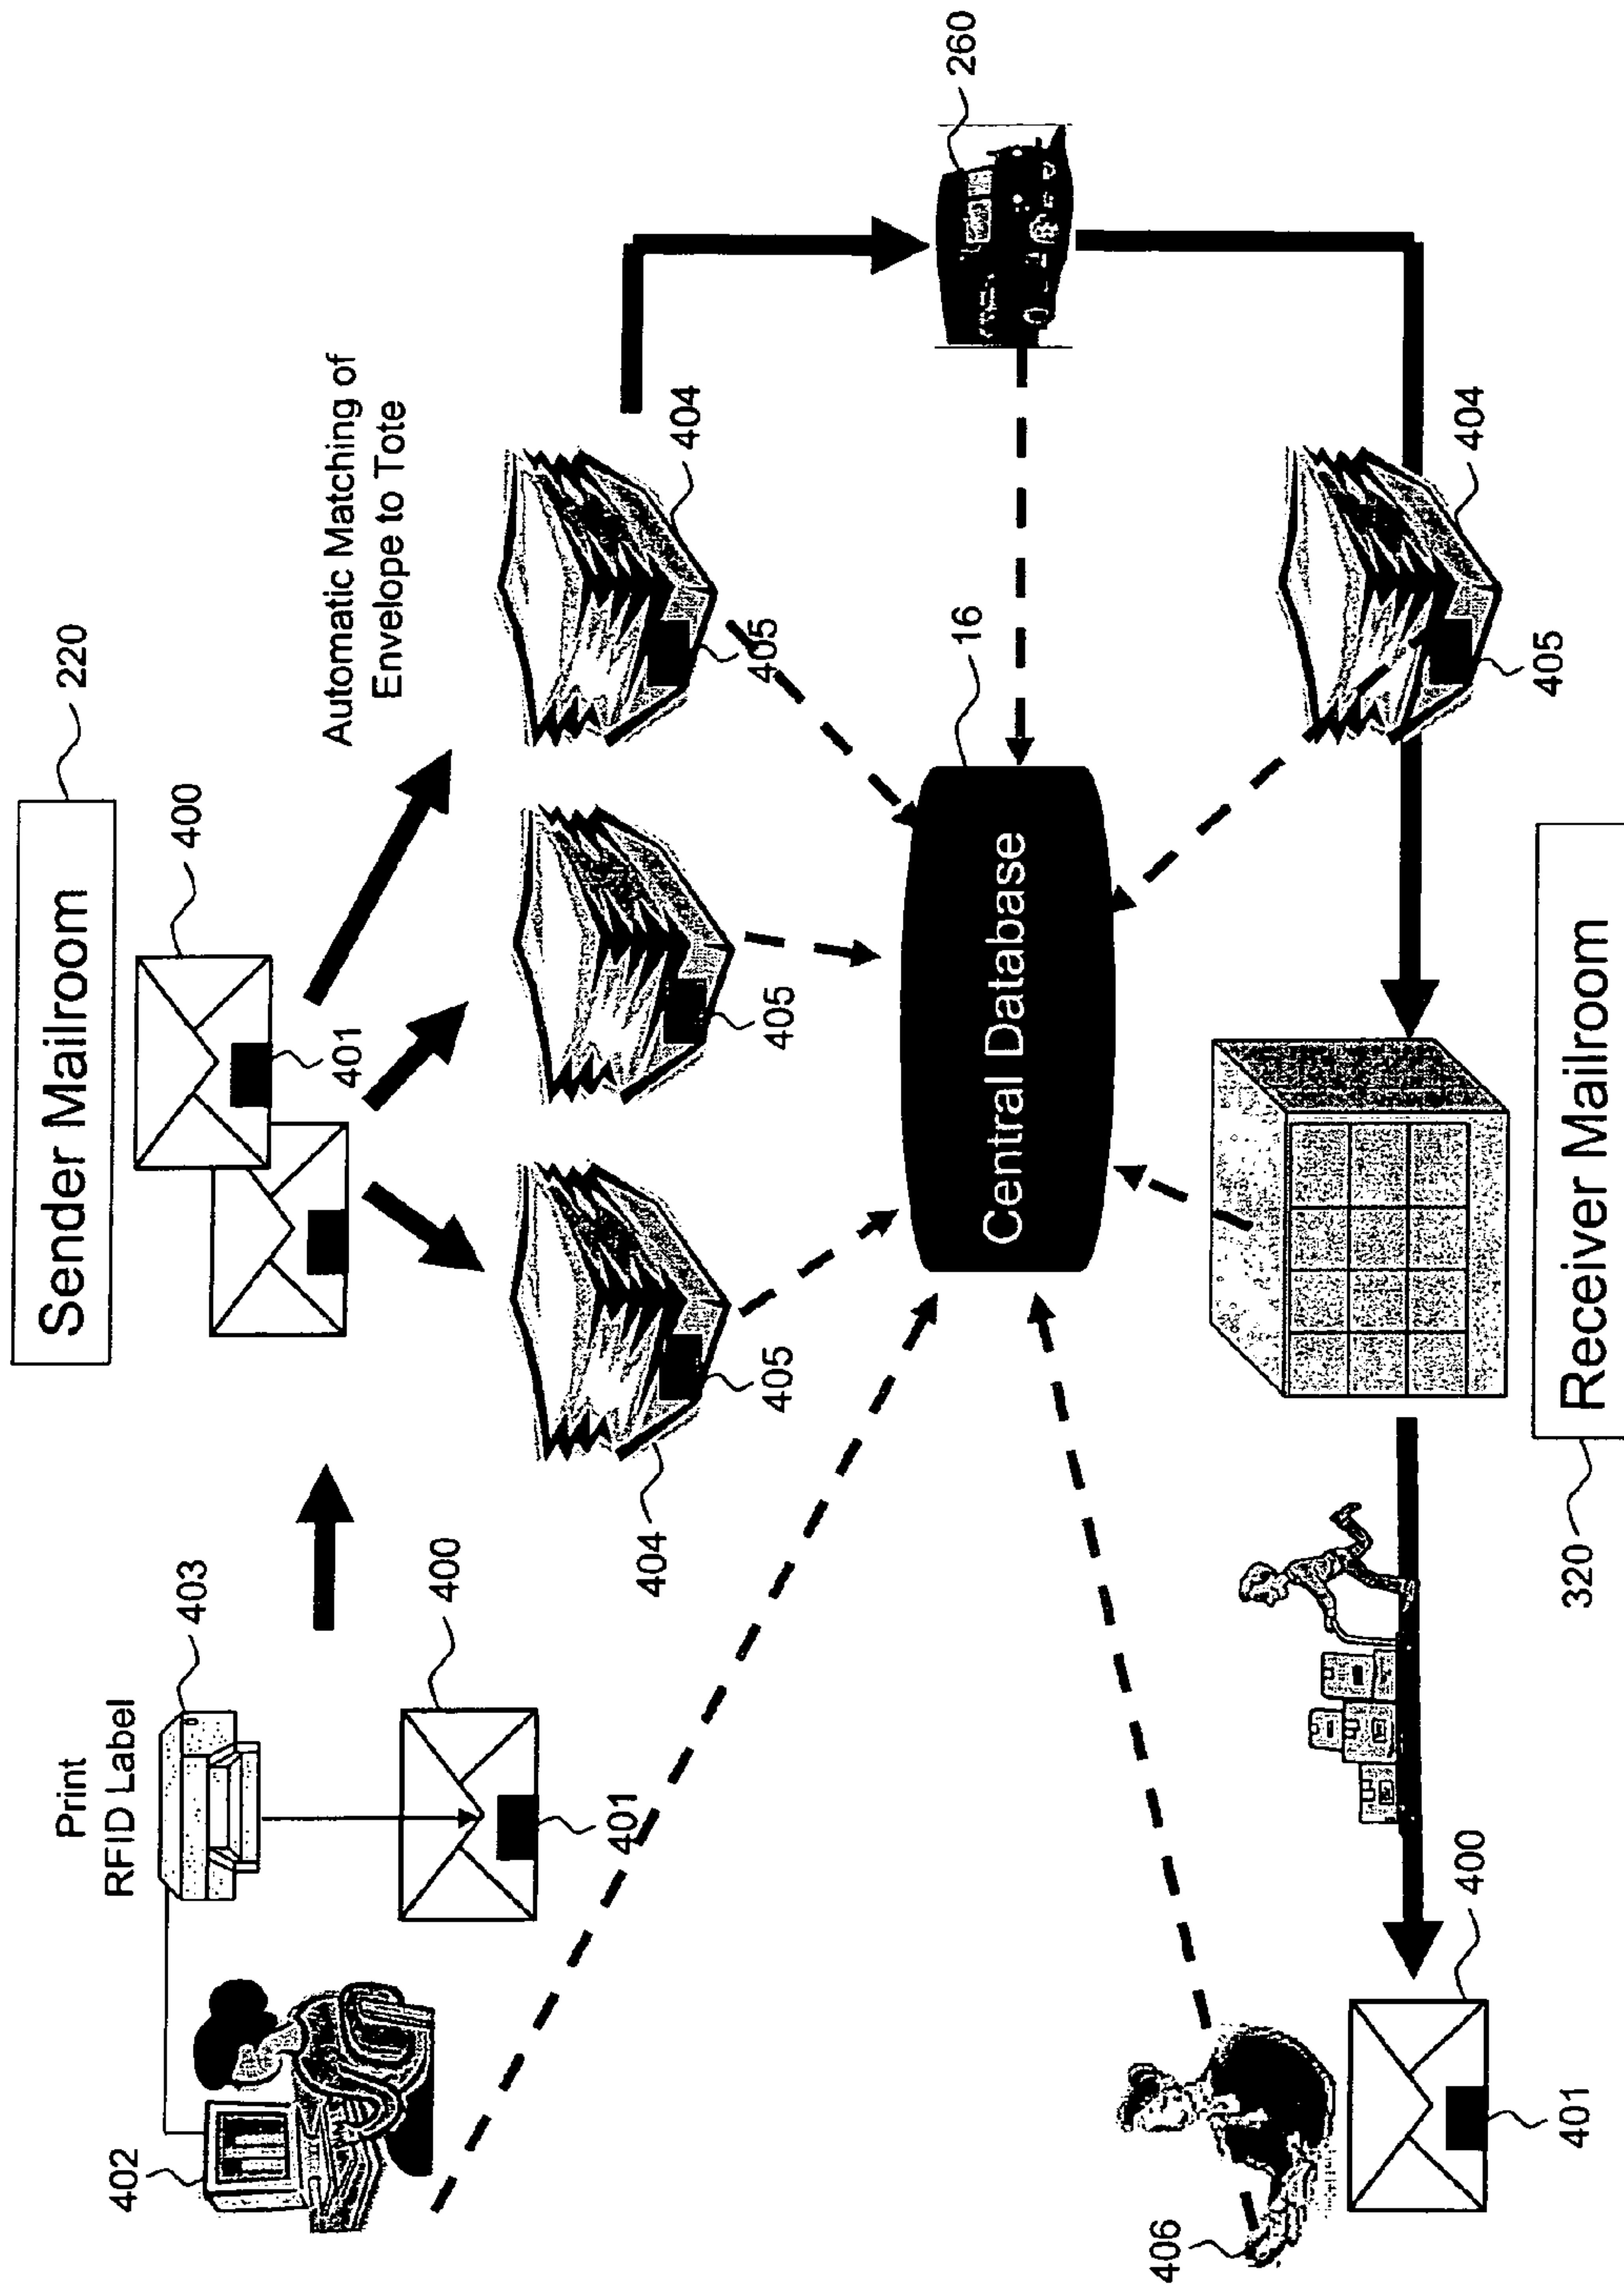 Sender Mailroom
220
Print
RFID Label
403
402
400
401
400
401
Automatic Matching of
Envelope to Tote
404
405
405
404
405
260
16
Central Database
404
405
406
400
401
320
Receiver Mailroom